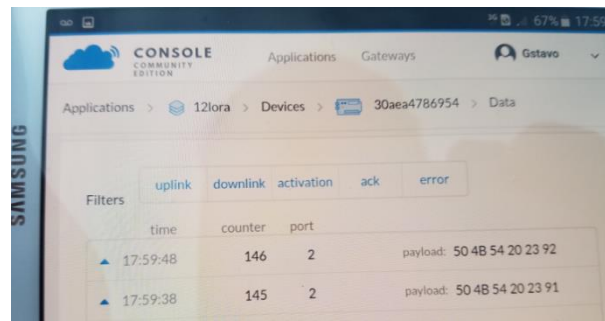 3G 67% 17:59
CONSOLE
COMMUNITY
EDITION
Applications Gateways Gstavo
Applications > 12lora > Devices > 30aea4786954 > Data
SAMSUNG
Filters uplink downlink activation ack error
time counter port
17:59:48 146 2 payload: 50 4B 54 20 23 92
17:59:38 145 2 payload: 50 4B 54 20 23 91